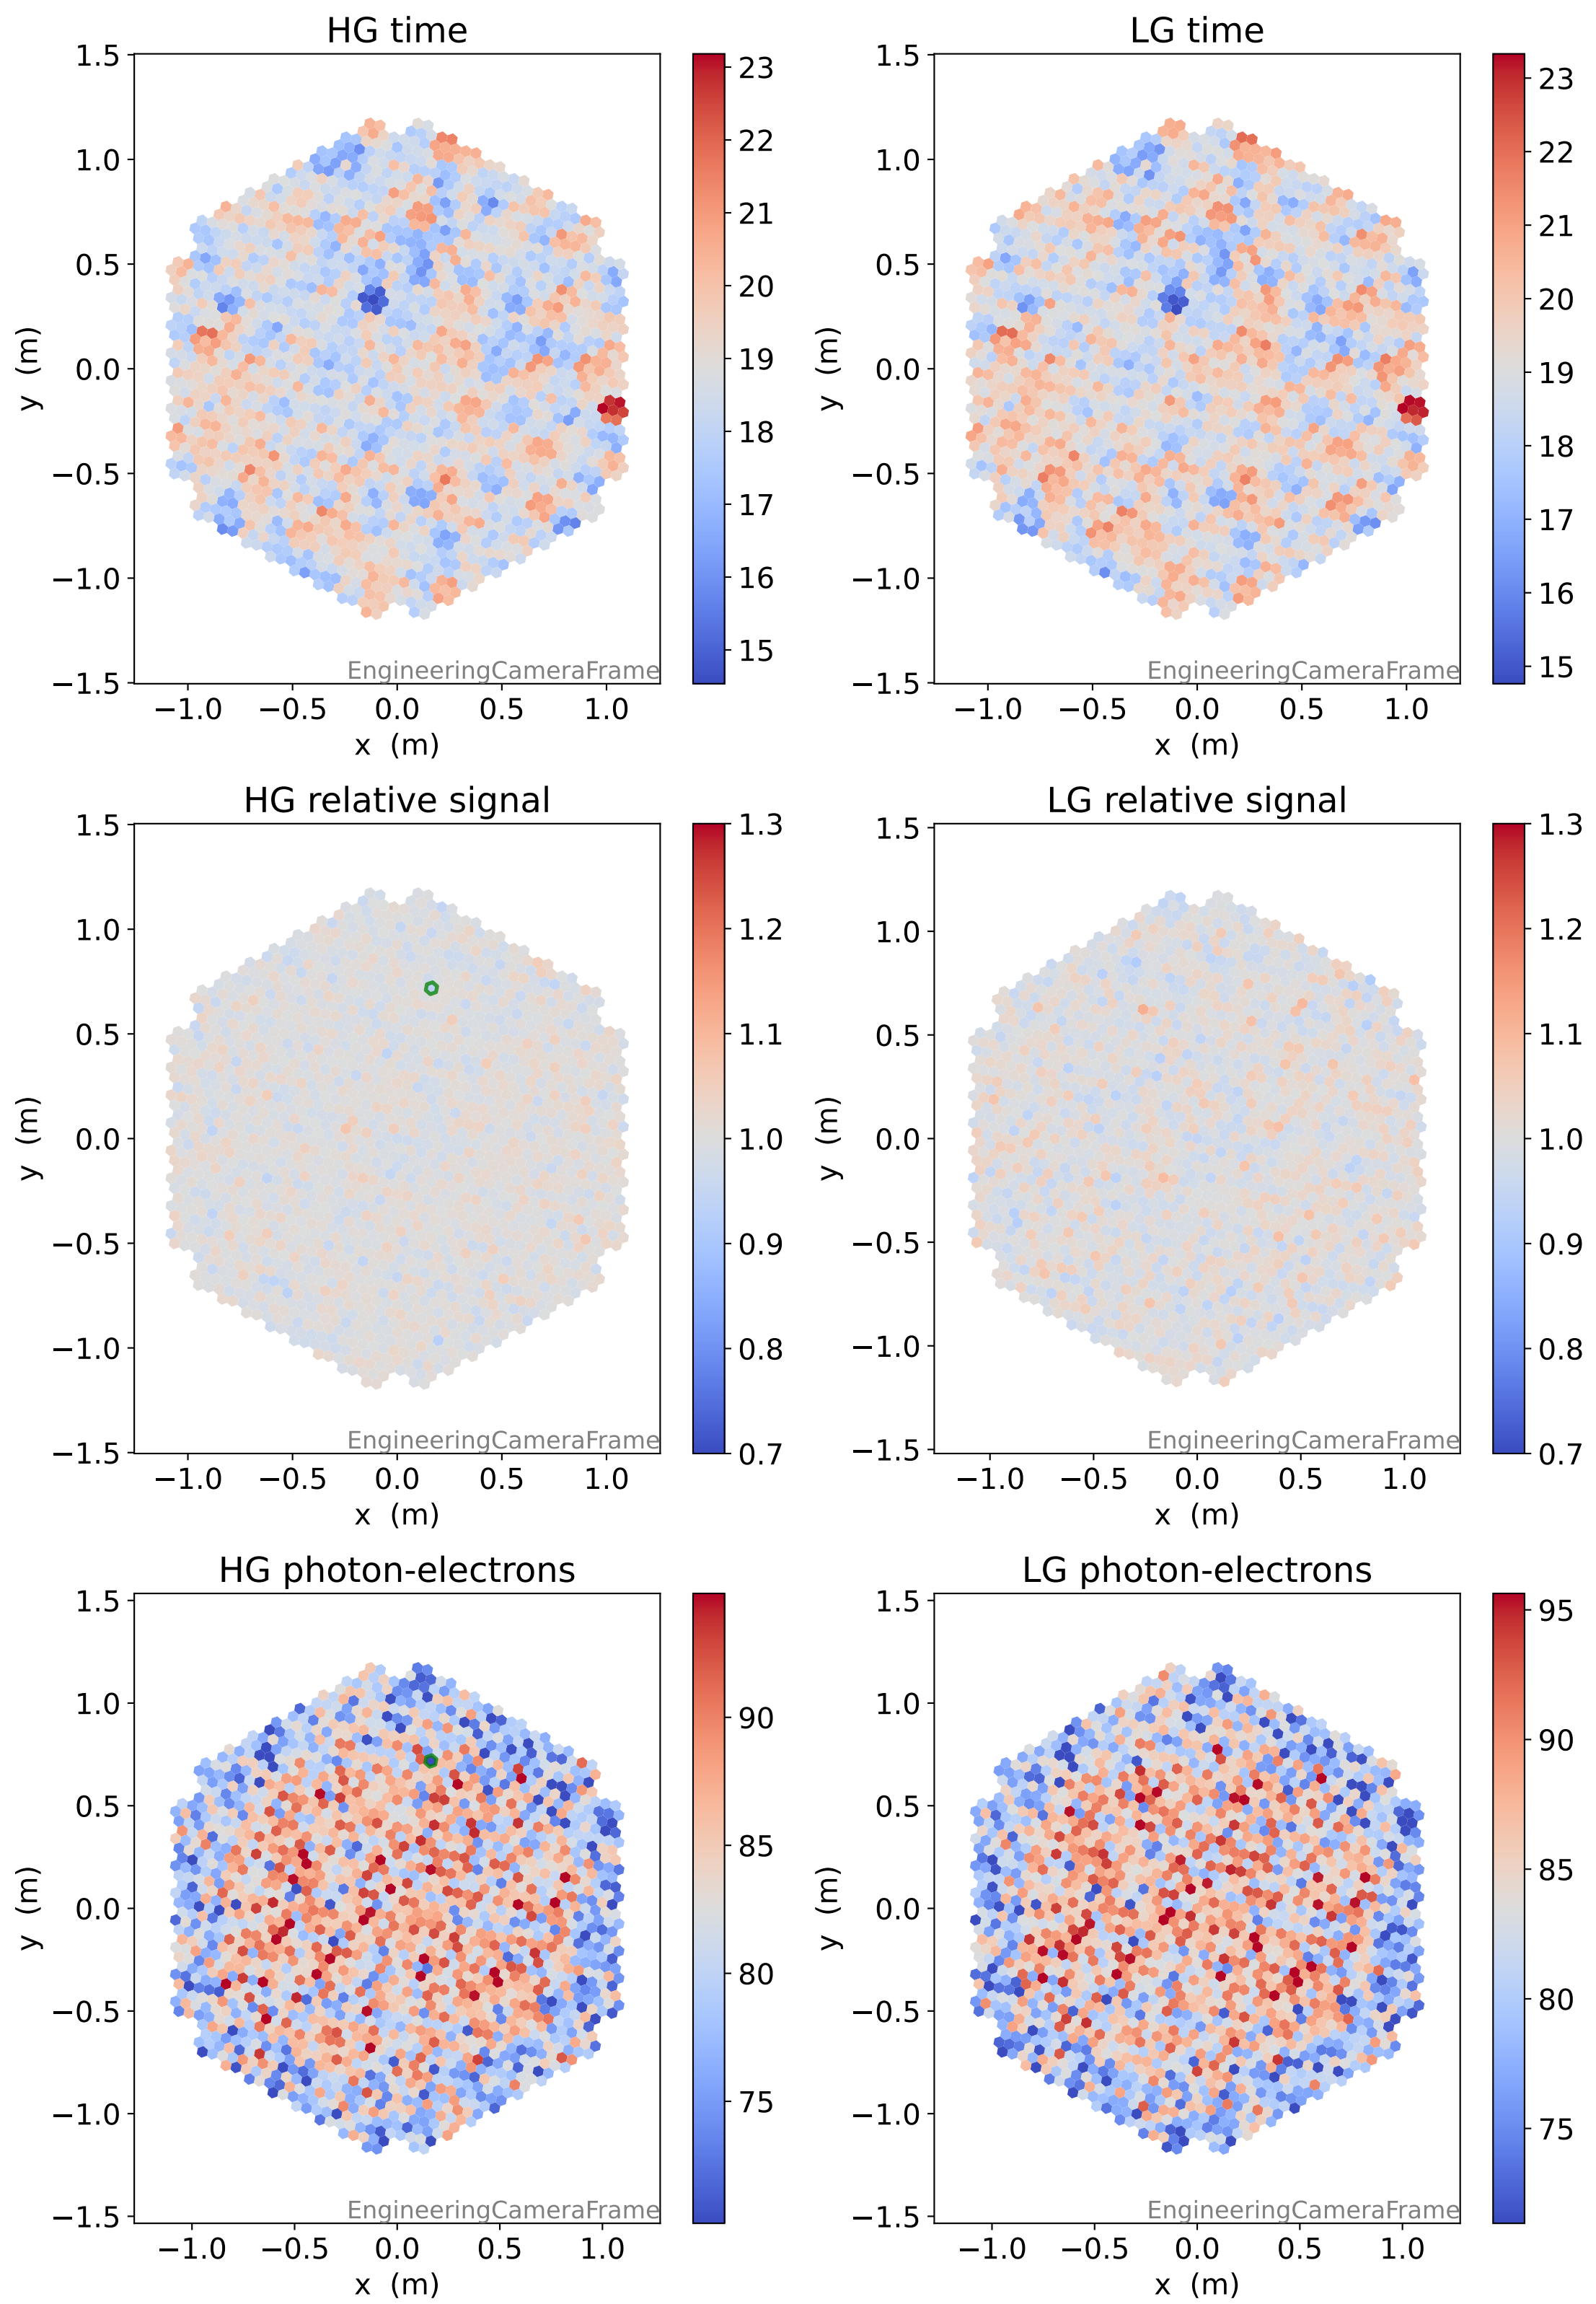 HG time
1.5
1.0
0.5
0.0
−0.5
−1.0
−1.5
y (m)
−1.0 −0.5 0.0 0.5 1.0
x (m)
EngineeringCameraFrame
23
22
21
20
19
18
17
16
15
LG time
1.5
1.0
0.5
0.0
−0.5
−1.0
−1.5
y (m)
−1.0 −0.5 0.0 0.5 1.0
x (m)
EngineeringCameraFrame
23
22
21
20
19
18
17
16
15
HG relative signal
1.5
1.0
0.5
0.0
−0.5
−1.0
−1.5
y (m)
−1.0 −0.5 0.0 0.5 1.0
x (m)
EngineeringCameraFrame
1.3
1.2
1.1
1.0
0.9
0.8
0.7
LG relative signal
1.5
1.0
0.5
0.0
−0.5
−1.0
−1.5
y (m)
−1.0 −0.5 0.0 0.5 1.0
x (m)
EngineeringCameraFrame
1.3
1.2
1.1
1.0
0.9
0.8
0.7
HG photon-electrons
1.5
1.0
0.5
0.0
−0.5
−1.0
−1.5
y (m)
−1.0 −0.5 0.0 0.5 1.0
x (m)
EngineeringCameraFrame
90
85
80
75
LG photon-electrons
1.5
1.0
0.5
0.0
−0.5
−1.0
−1.5
y (m)
−1.0 −0.5 0.0 0.5 1.0
x (m)
EngineeringCameraFrame
95
90
85
80
75